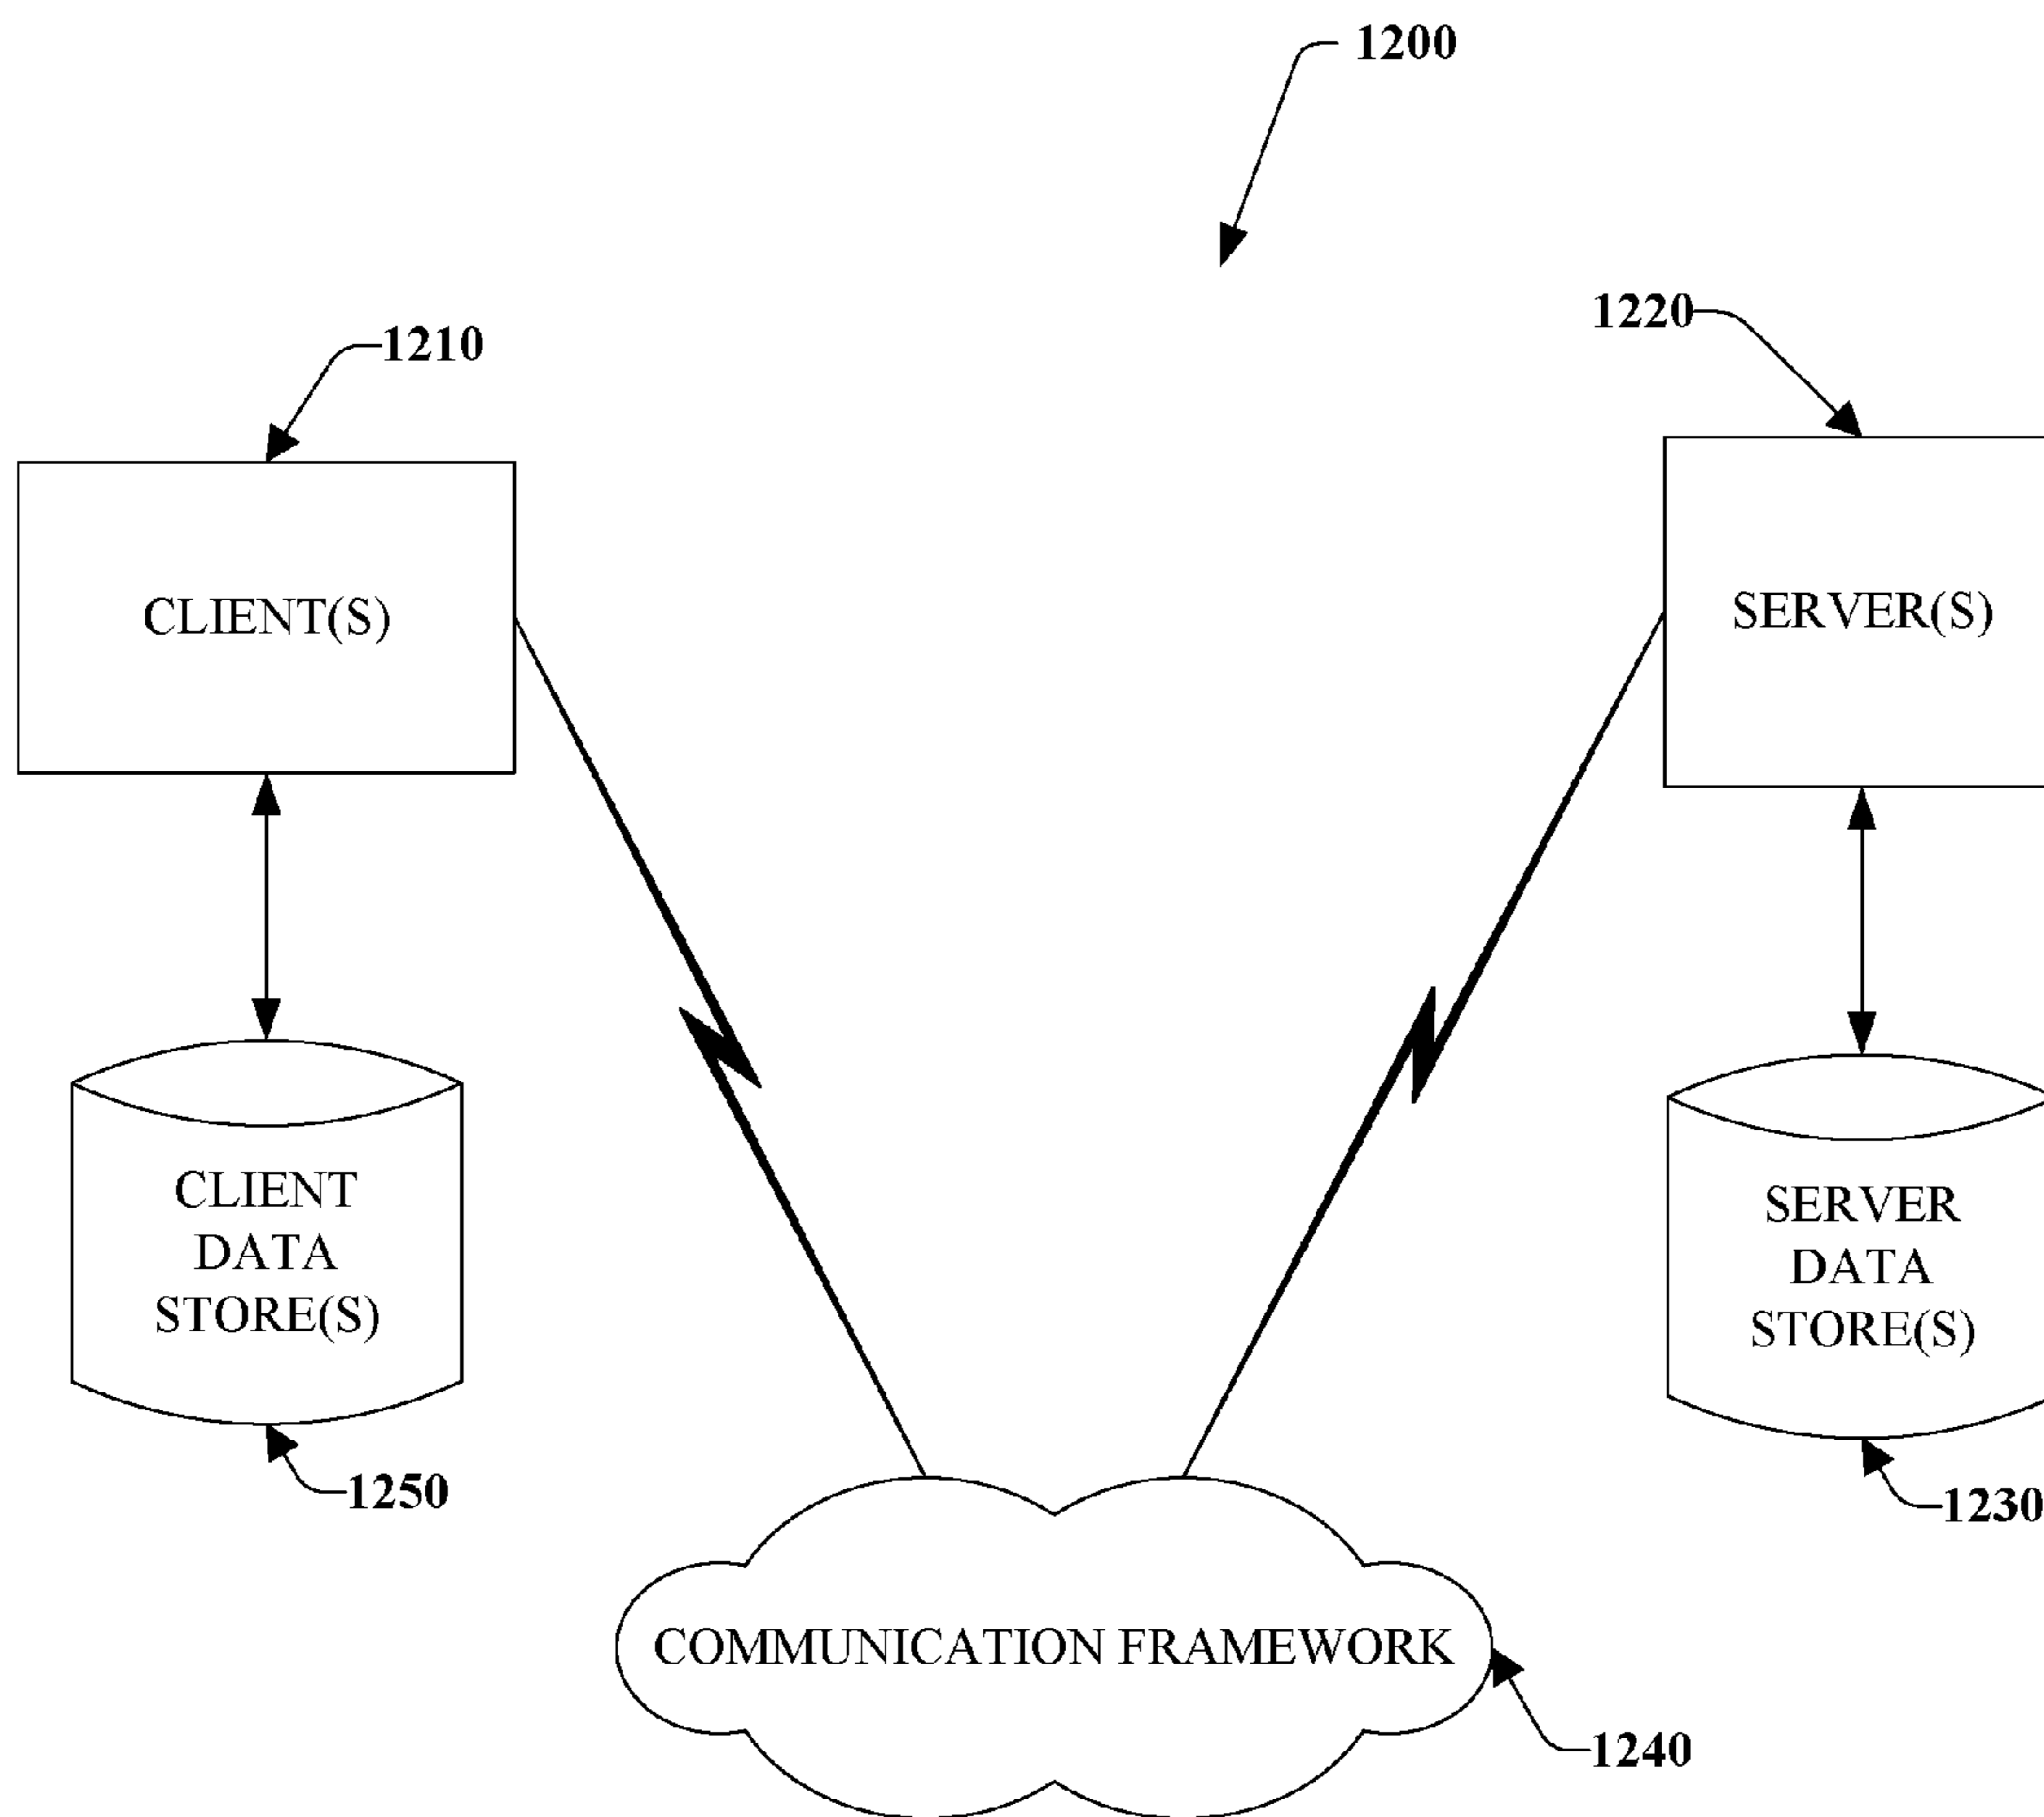 1200
1210
1220
CLIENT(S)
SERVER(S)
CLIENT
DATA
STORE(S)
SERVER
DATA
STORE(S)
1250
1230
COMMUNICATION FRAMEWORK
1240